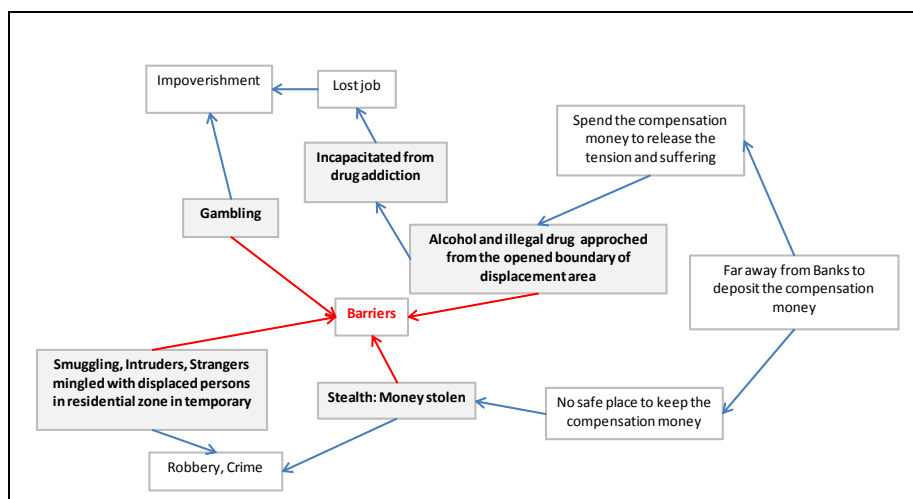 Impoverishment
Lost job
Spend the compensation
money to release the
tension and suffering
Incapacitated from
drug addiction
Gambling
Alcohol and illegal drug approched
from the opened boundary of
displacement area
Far away from Banks to
deposit the compensation
money
Barriers
Smuggling, Intruders, Strangers
mingled with displaced persons
in residential zone in temporary
Stealth: Money stolen
No safe place to keep the
compensation money
Robbery, Crime